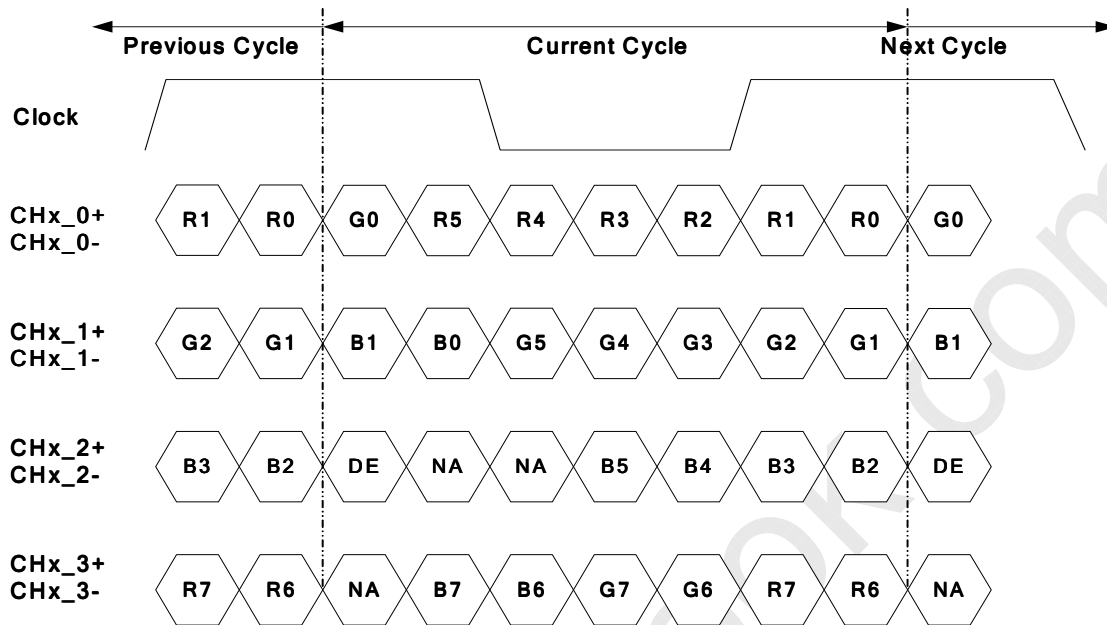 Previous Cycle Current Cycle Next Cycle
Clock
CHx_0+
CHx_0-
R1 R0 G0 R5 R4 R3 R2 R1 R0 G0
CHx_1+
CHx_1-
G2 G1 B1 B0 G5 G4 G3 G2 G1 B1
CHx_2+
CHx_2-
B3 B2 DE NA NA B5 B4 B3 B2 DE
CHx_3+
CHx_3-
R7 R6 NA B7 B6 G7 G6 R7 R6 NA